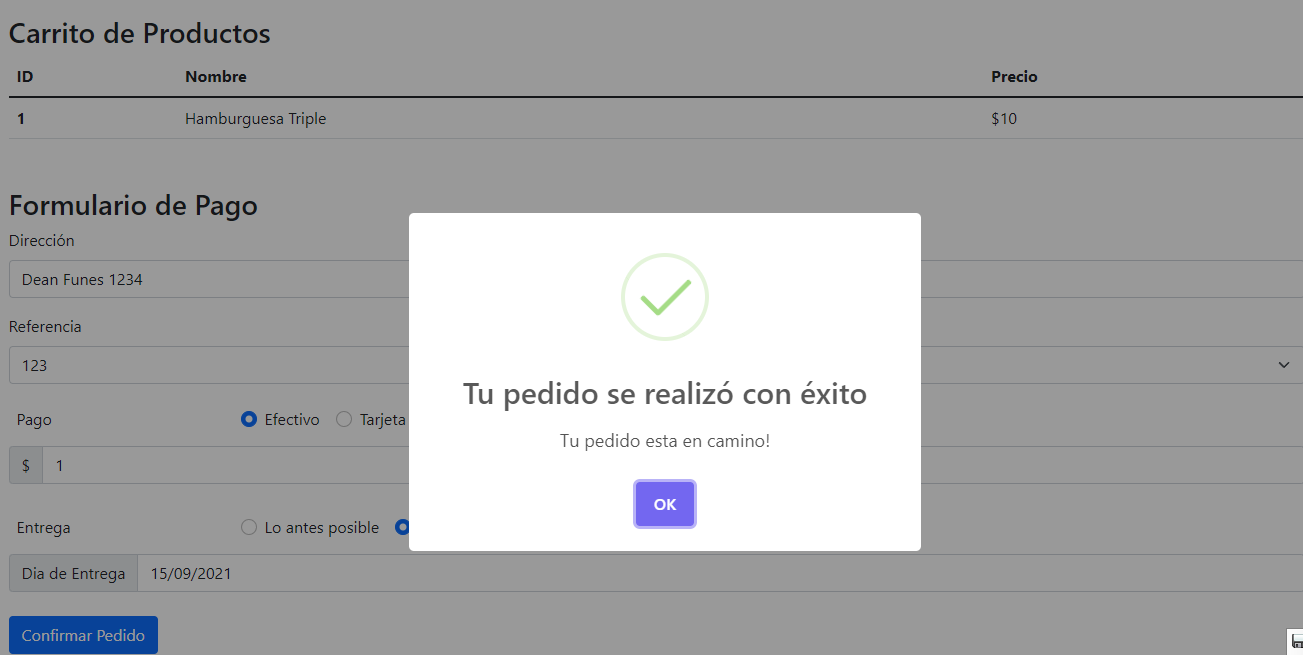 Carrito de Productos
ID Nombre Precio
1 Hamburguesa Triple $10
Formulario de Pago
Dirección
Dean Funes 1234
Referencia
123
Pago Efectivo Tarjeta
$ 1
Entrega Lo antes posible
Dia de Entrega 15/09/2021
Confirmar Pedido
Tu pedido se realizó con éxito
Tu pedido esta en camino!
OK